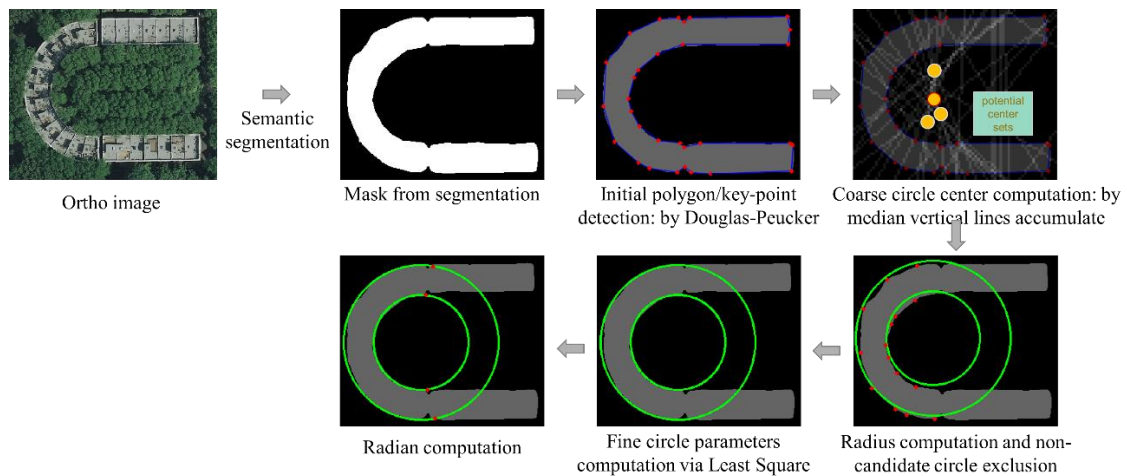 Semantic
segmentation
potential
center
sets
Ortho image
Mask from segmentation
Initial polygon/key-point
detection: by Douglas-Peucker
Coarse circle center computation: by
median vertical lines accumulate
Radian computation
Fine circle parameters
computation via Least Square
Radius computation and non-
candidate circle exclusion